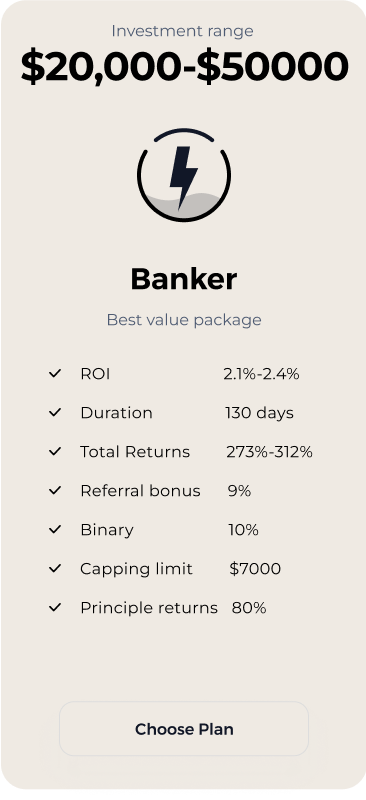 Investment range
$20,000-$50000
Banker
Best value package
ROI 2.1%-2.4%
Duration 130 days
Total Returns 273%-312%
Referral bonus 9%
Binary 10%
Capping limit $7000
Principle returns 80%
Choose Plan